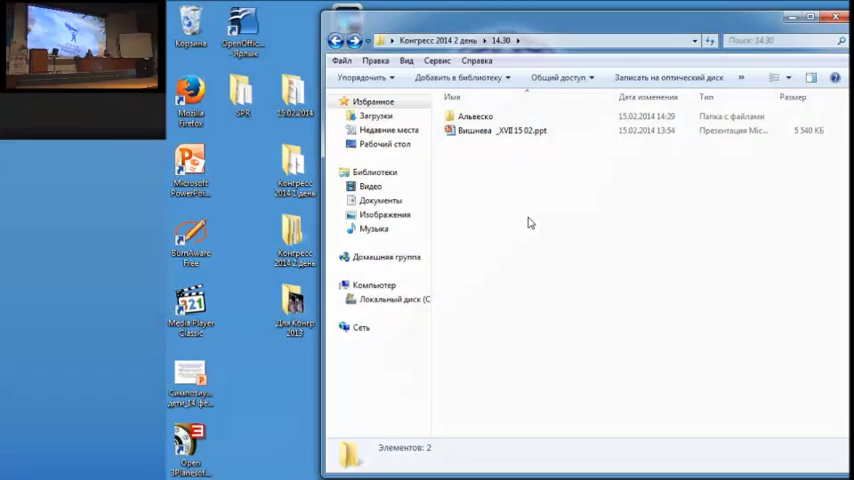 Корзина
OpenOffic...
- Ярлык
Mozilla
Firefox
SPR
15.02.2014
Microsoft
PowerPoi...
Конгресс
2014 1 день
BurnAware
Free
Конгресс
2014 2 день
Media Player
Classic
Для Конгр
2013
Симпозиу...
дети_14_фе...
Open
3Planesof...
Конгресс 2014 2 день
14.30
Поиск: 14.30
Файл Правка Вид Сервис Справка
Упорядочить Добавить в библиотеку Общий доступ Записать на оптический диск »
Имя Дата изменения Тип Размер
Альвеско 15.02.2014 14:29 Папка с файлами
Вишнева _XVII 15 02.ppt 15.02.2014 13:54 Презентация Mic... 5 540 КБ
Избранное
Загрузки
Недавние места
Рабочий стол
Библиотеки
Видео
Документы
Изображения
Музыка
Домашняя группа
Компьютер
Локальный диск (C
Сеть
Элементов: 2